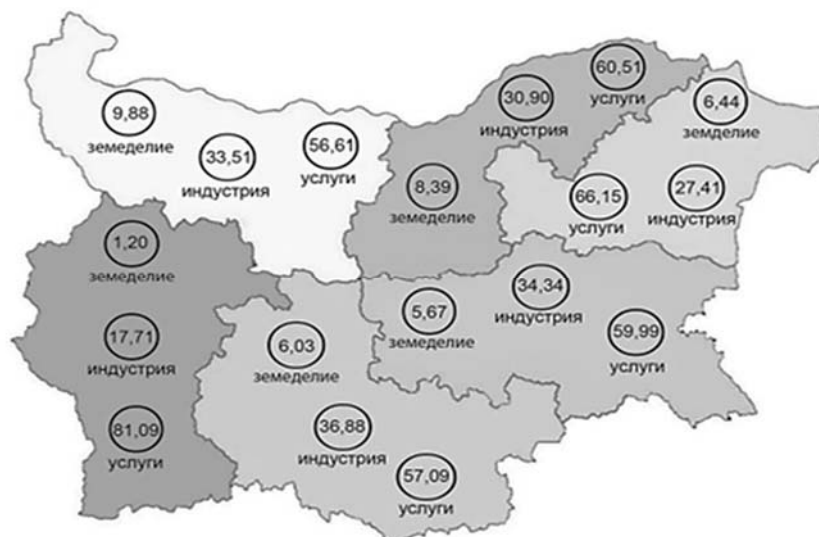 9,88
земеделие
33,51
индустрия
56,61
услуги
60,51
услуги
30,90
индустрия
8,39
земеделие
6,44
земделие
27,41
индустрия
66,15
услуги
1,20
земеделие
17,71
индустрия
81,09
услуги
6,03
земеделие
36,88
индустрия
57,09
услуги
5,67
земеделие
34,34
индустрия
59,99
услуги